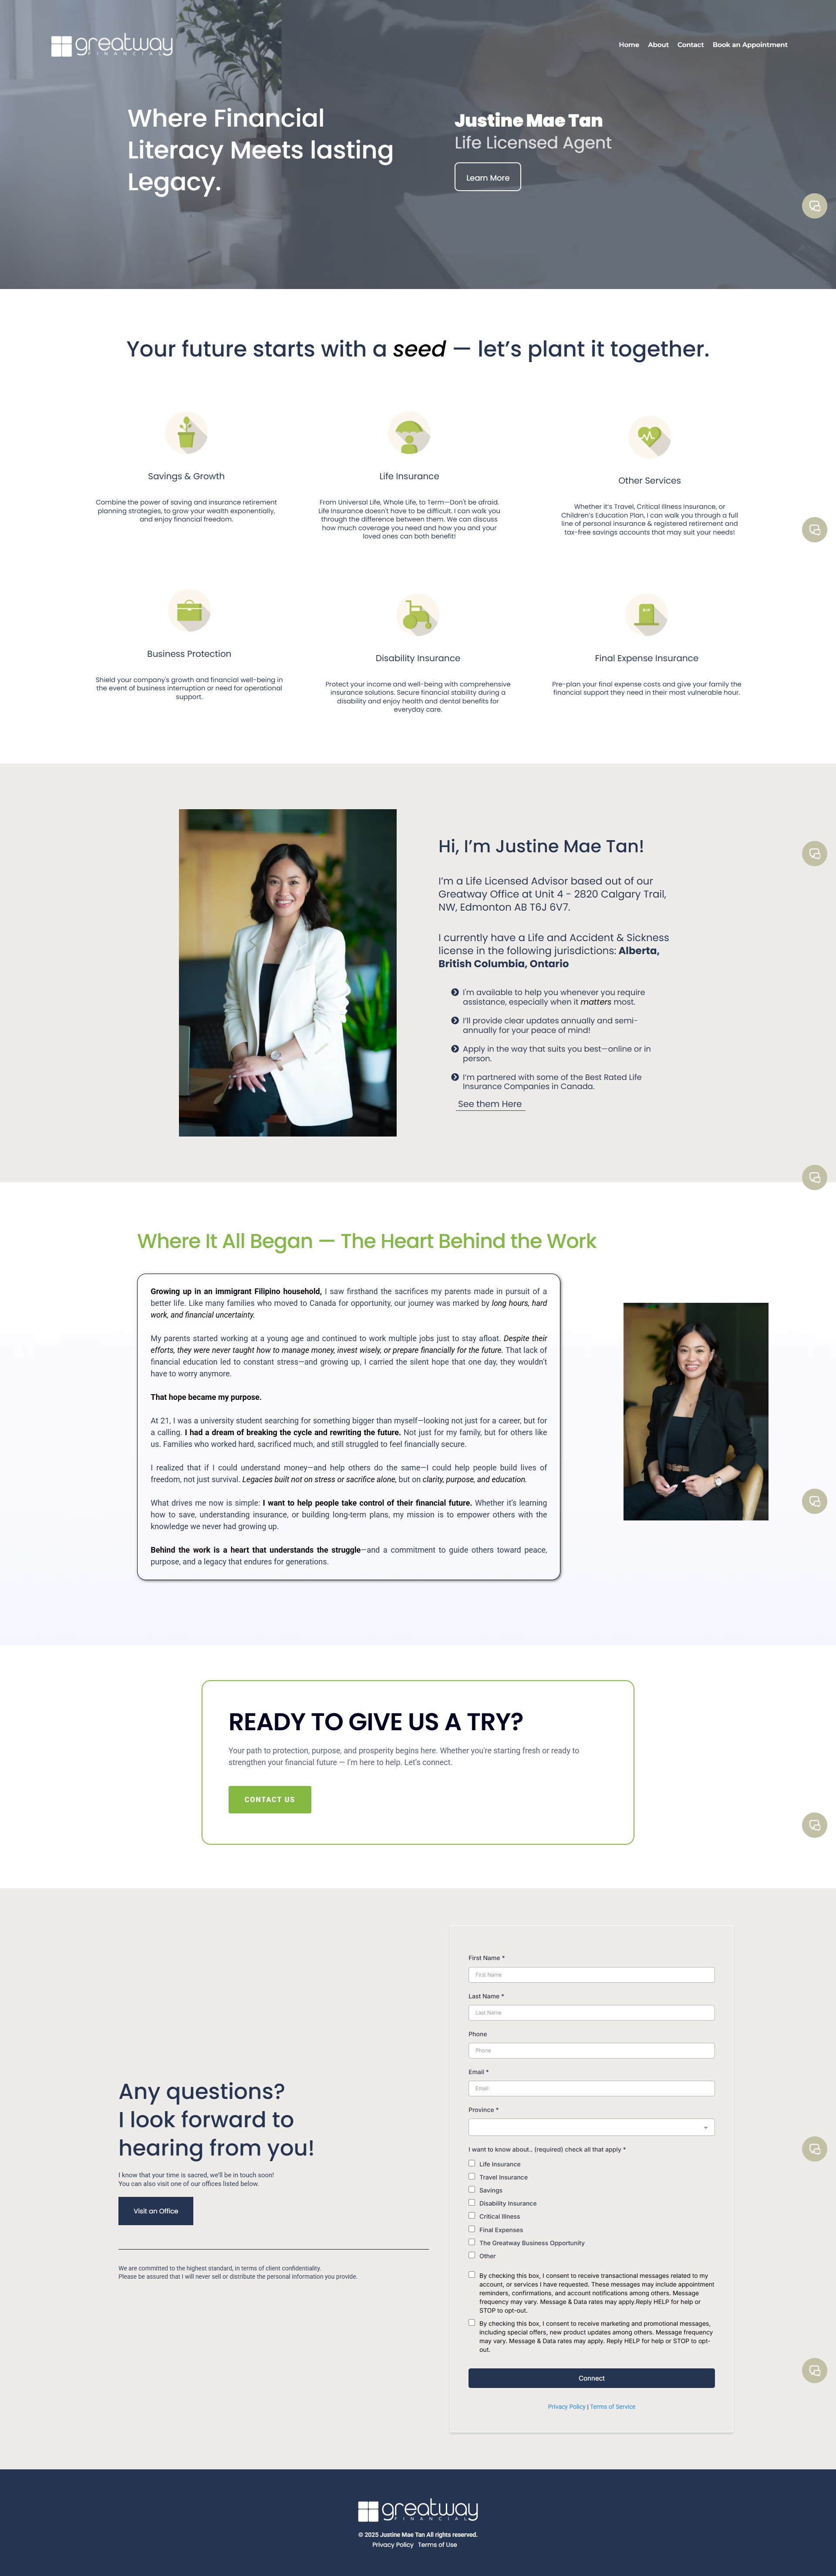 greatway
FINANCIAL
Home About Contact Book an Appointment
Where Financial
Literacy Meets lasting
Legacy.
Justine Mae Tan
Life Licensed Agent
Learn More
Your future starts with a seed — let's plant it together.
Savings & Growth
Combine the power of saving and insurance retirement
planning strategies, to grow your wealth exponentially,
and enjoy financial freedom.
Life Insurance
From Universal Life, Whole Life, to Term—Don't be afraid.
Life Insurance doesn't have to be difficult. I can walk you
through the difference between them. We can discuss
how much coverage you need and how you and your
loved ones can both benefit!
Other Services
Whether it's Travel, Critical Illness Insurance, or
Children's Education Plan, I can walk you through a full
line of personal insurance & registered retirement and
tax-free savings accounts that may suit your needs!
Business Protection
Shield your company's growth and financial well-being in
the event of business interruption or need for operational
support.
Disability Insurance
Protect your income and well-being with comprehensive
insurance solutions. Secure financial stability during a
disability and enjoy health and dental benefits for
everyday care.
R.I.P
Final Expense Insurance
Pre-plan your final expense costs and give your family the
financial support they need in their most vulnerable hour.
Hi, I'm Justine Mae Tan!
I'm a Life Licensed Advisor based out of our
Greatway Office at Unit 4 - 2820 Calgary Trail,
NW, Edmonton AB T6J 6V7.
I currently have a Life and Accident & Sickness
license in the following jurisdictions: Alberta,
British Columbia, Ontario
I'm available to help you whenever you require
assistance, especially when it matters most.
I'll provide clear updates annually and semi-
annually for your peace of mind!
Apply in the way that suits you best—online or in
person.
I'm partnered with some of the Best Rated Life
Insurance Companies in Canada.
See them Here
Where It All Began — The Heart Behind the Work
Growing up in an immigrant Filipino household, I saw firsthand the sacrifices my parents made in pursuit of a
better life. Like many families who moved to Canada for opportunity, our journey was marked by long hours, hard
work, and financial uncertainty.
My parents started working at a young age and continued to work multiple jobs just to stay afloat. Despite their
efforts, they were never taught how to manage money, invest wisely, or prepare financially for the future. That lack of
financial education led to constant stress—and growing up, I carried the silent hope that one day, they wouldn't
have to worry anymore.
That hope became my purpose.
At 21, I was a university student searching for something bigger than myself—looking not just for a career, but for
a calling. I had a dream of breaking the cycle and rewriting the future. Not just for my family, but for others like
us. Families who worked hard, sacrificed much, and still struggled to feel financially secure.
I realized that if I could understand money—and help others do the same—I could help people build lives of
freedom, not just survival. Legacies built not on stress or sacrifice alone, but on clarity, purpose, and education.
What drives me now is simple: I want to help people take control of their financial future. Whether it's learning
how to save, understanding insurance, or building long-term plans, my mission is to empower others with the
knowledge we never had growing up.
Behind the work is a heart that understands the struggle—and a commitment to guide others toward peace,
purpose, and a legacy that endures for generations.
READY TO GIVE US A TRY?
Your path to protection, purpose, and prosperity begins here. Whether you're starting fresh or ready to
strengthen your financial future — I'm here to help. Let's connect.
CONTACT US
Any questions?
I look forward to
hearing from you!
I know that your time is sacred, we'll be in touch soon!
You can also visit one of our offices listed below.
Visit an Office
We are committed to the highest standard, in terms of client confidentiality.
Please be assured that I will never sell or distribute the personal information you provide.
First Name *
First Name
Last Name *
Last Name
Phone
Phone
Email *
Email
Province *
I want to know about.. (required) check all that apply *
Life Insurance
Travel Insurance
Savings
Disability Insurance
Critical Illness
Final Expenses
The Greatway Business Opportunity
Other
By checking this box, I consent to receive transactional messages related to my
account, or services I have requested. These messages may include appointment
reminders, confirmations, and account notifications among others. Message
frequency may vary. Message & Data rates may apply.Reply HELP for help or
STOP to opt-out.
By checking this box, I consent to receive marketing and promotional messages,
including special offers, new product updates among others. Message frequency
may vary. Message & Data rates may apply. Reply HELP for help or STOP to opt-
out.
Connect
Privacy Policy | Terms of Service
greatway
FINANCIAL
© 2025 Justine Mae Tan All rights reserved.
Privacy Policy Terms of Use